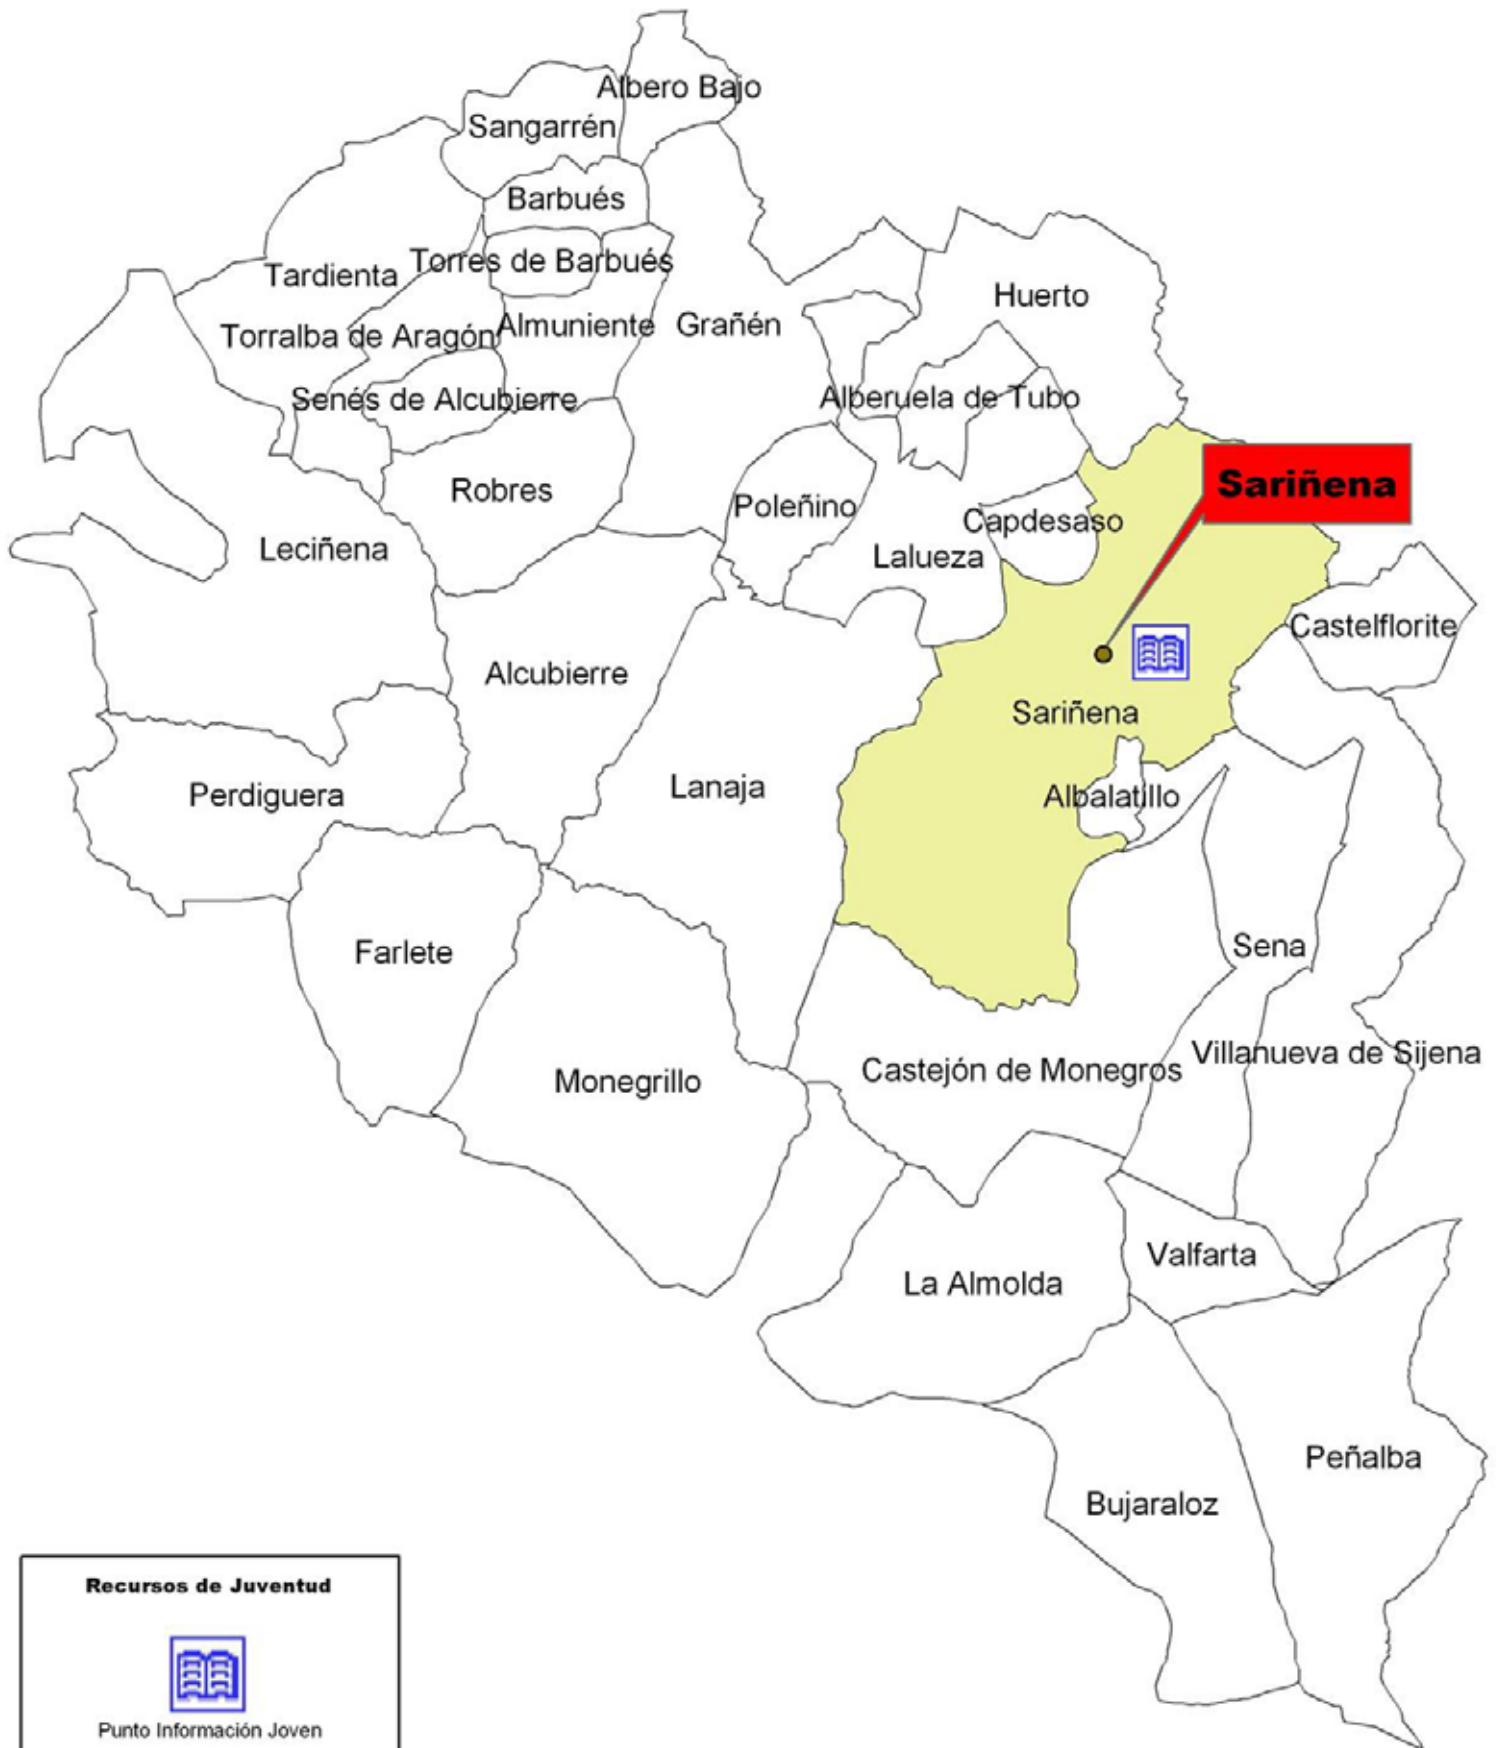 Albero Bajo
Sangarrén
Barbués
Torres de Barbués
Tardienta
Huerto
Torralba de Aragón
Almuniente
Grañén
Senés de Alcubierre
Alberuela de Tubo
Sariñena
Robres
Poleñino
Capdesaso
Leciñena
Lalueza
Castelflorite
Alcubierre
Sariñena
Lanaja
Perdiguera
Albalatillo
Sena
Farlete
Villanueva de Sijena
Castejón de Monegros
Monegrillo
Valfarta
La Almolda
Peñalba
Bujaraloz
Recursos de Juventud
Punto Información Joven